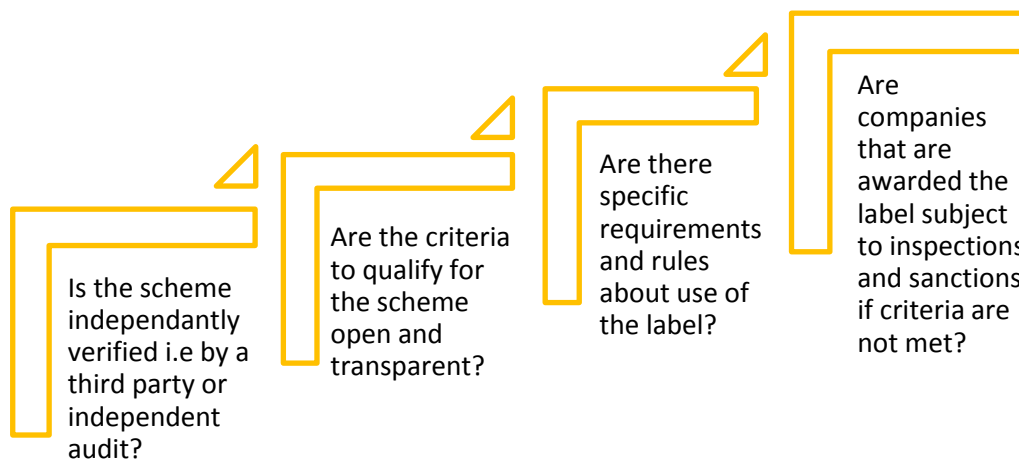 Is the scheme
independantly
verified i.e by a
third party or
independent
audit?
Are the criteria
to qualify for
the scheme
open and
transparent?
Are there
specific
requirements
and rules
about use of
the label?
Are
companies
that are
awarded the
label subject
to inspections
and sanctions
if criteria are
not met?